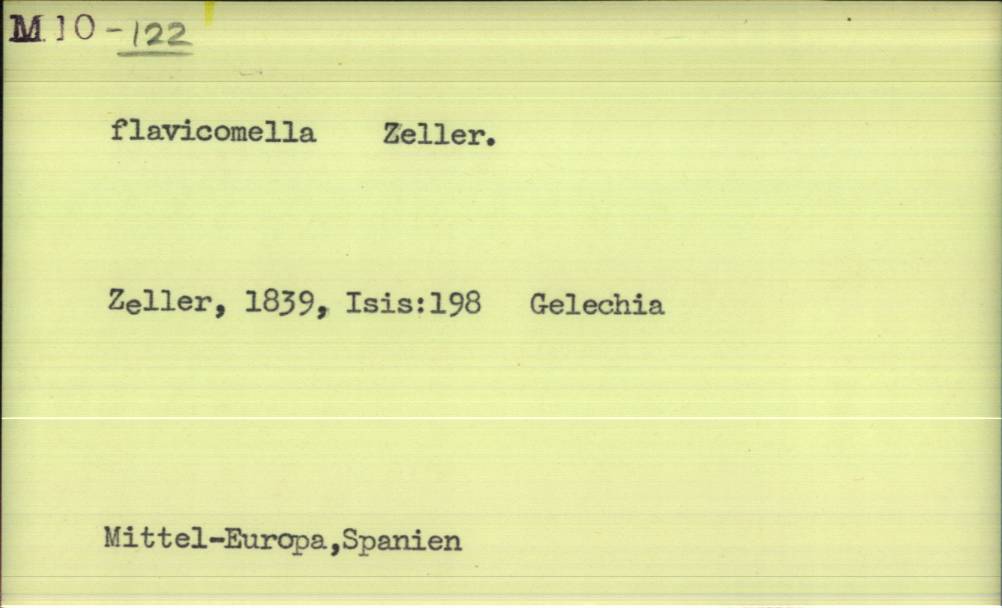 M 10 - 122
flavicomella Zeller.
Zeller, 1839, Isis:198 Gelechia
Mittel-Europa,Spanien